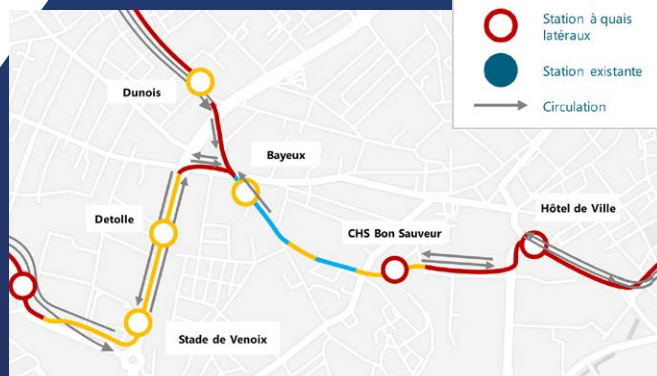 Station à quais
latéraux
Station existante
Circulation
Dunois
Bayeux
Detolle
CHS Bon Sauveur
Hôtel de Ville
Stade de Venoix